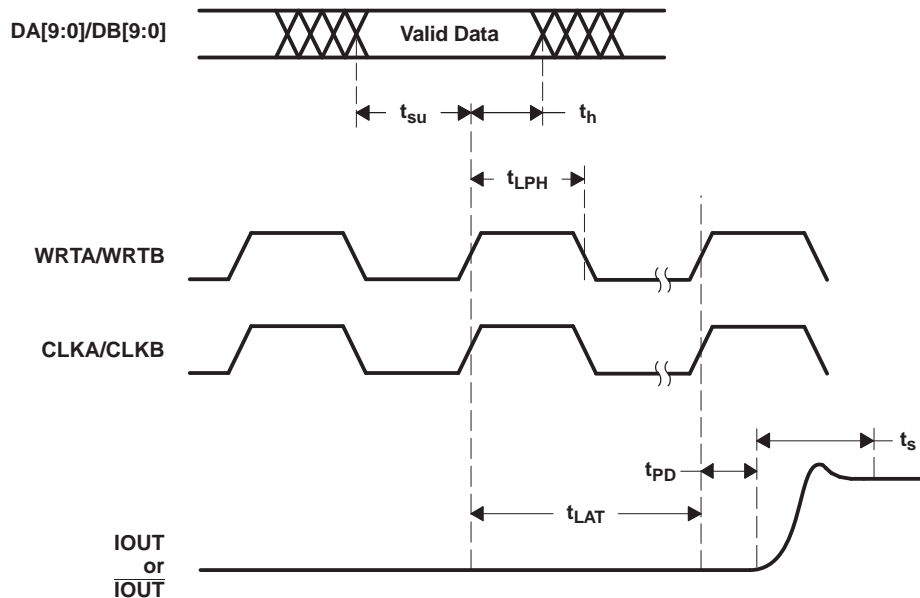 DA[9:0]/DB[9:0]
Valid Data
tsu
th
tLPH
WRTA/WRTB
CLKA/CLKB
ts
tPD
tLAT
IOUT
or
IOUT